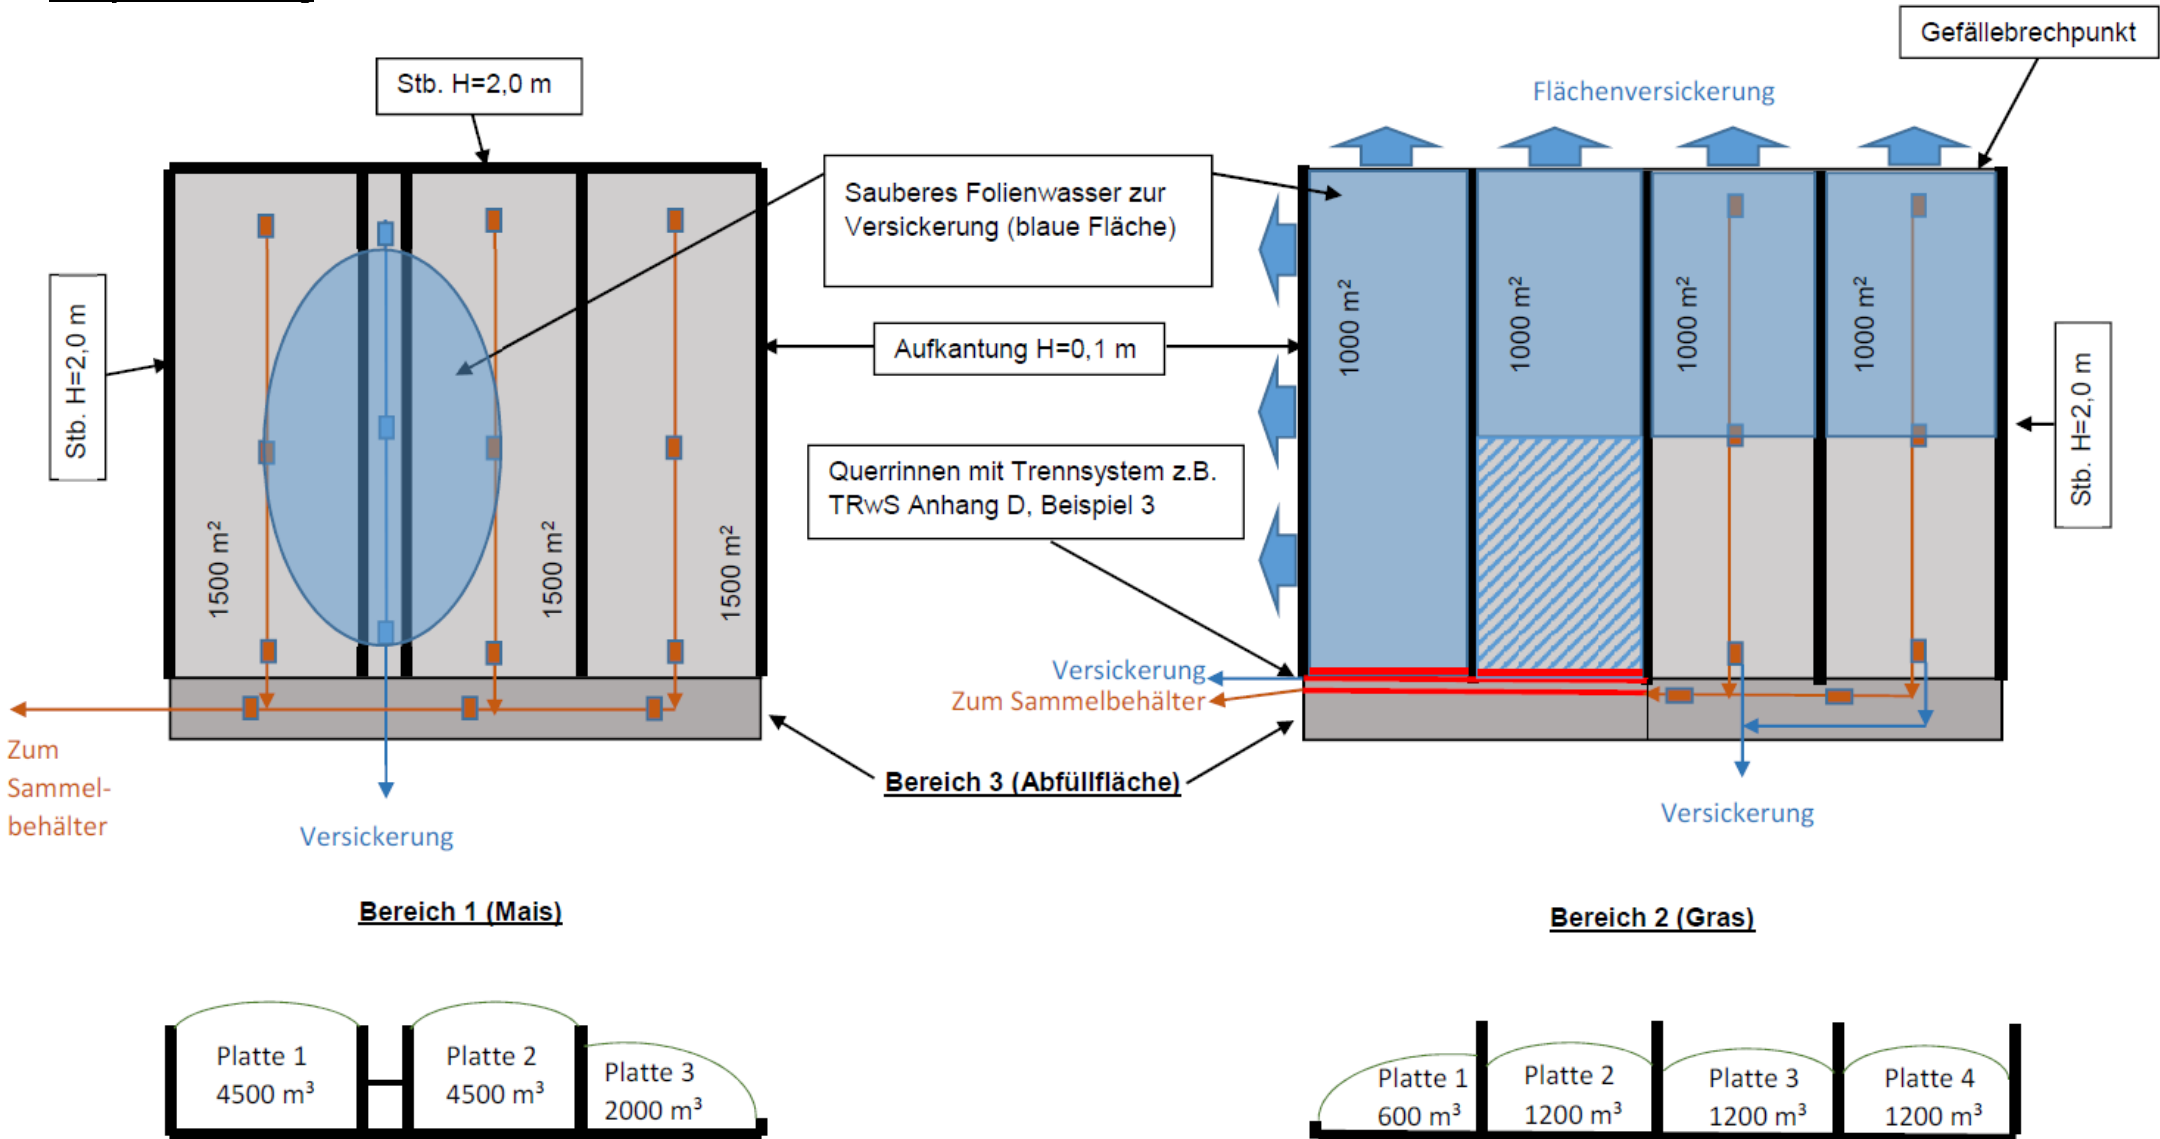 Gefällebrechpunkt
Stb. H=2,0 m
Flächenversickerung
Sauberes Folienwasser zur
Versickerung (blaue Fläche)
Stb. H=2,0 m
Aufkantung H=0,1 m
Stb. H=2,0 m
1000 m²
1000 m²
1000 m²
1000 m²
Querrinnen mit Trennsystem z.B.
TRwS Anhang D, Beispiel 3
1500 m²
1500 m²
1500 m²
Versickerung
Zum Sammelbehälter
Zum
Sammel-
behälter
Bereich 3 (Abfüllfläche)
Versickerung
Versickerung
Bereich 1 (Mais)
Bereich 2 (Gras)
Platte 1
4500 m³
Platte 2
4500 m³
Platte 3
2000 m³
Platte 1
600 m³
Platte 2
1200 m³
Platte 3
1200 m³
Platte 4
1200 m³